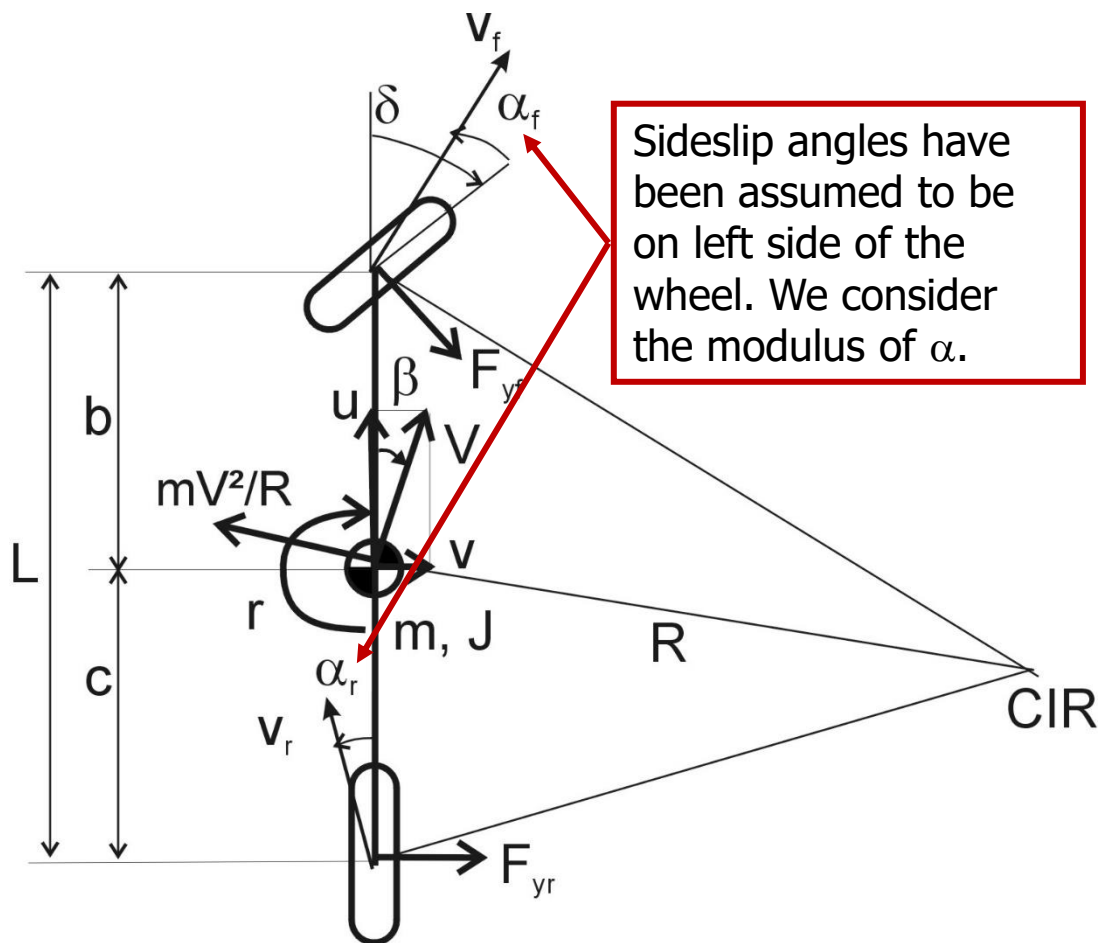 v_f
δ
α_f
Sideslip angles have
been assumed to be
on left side of the
wheel. We consider
the modulus of α.
F_yf
β
u
b
V
mV²/R
v
L
r
m, J
R
c
α_r
CIR
v_r
F_yr